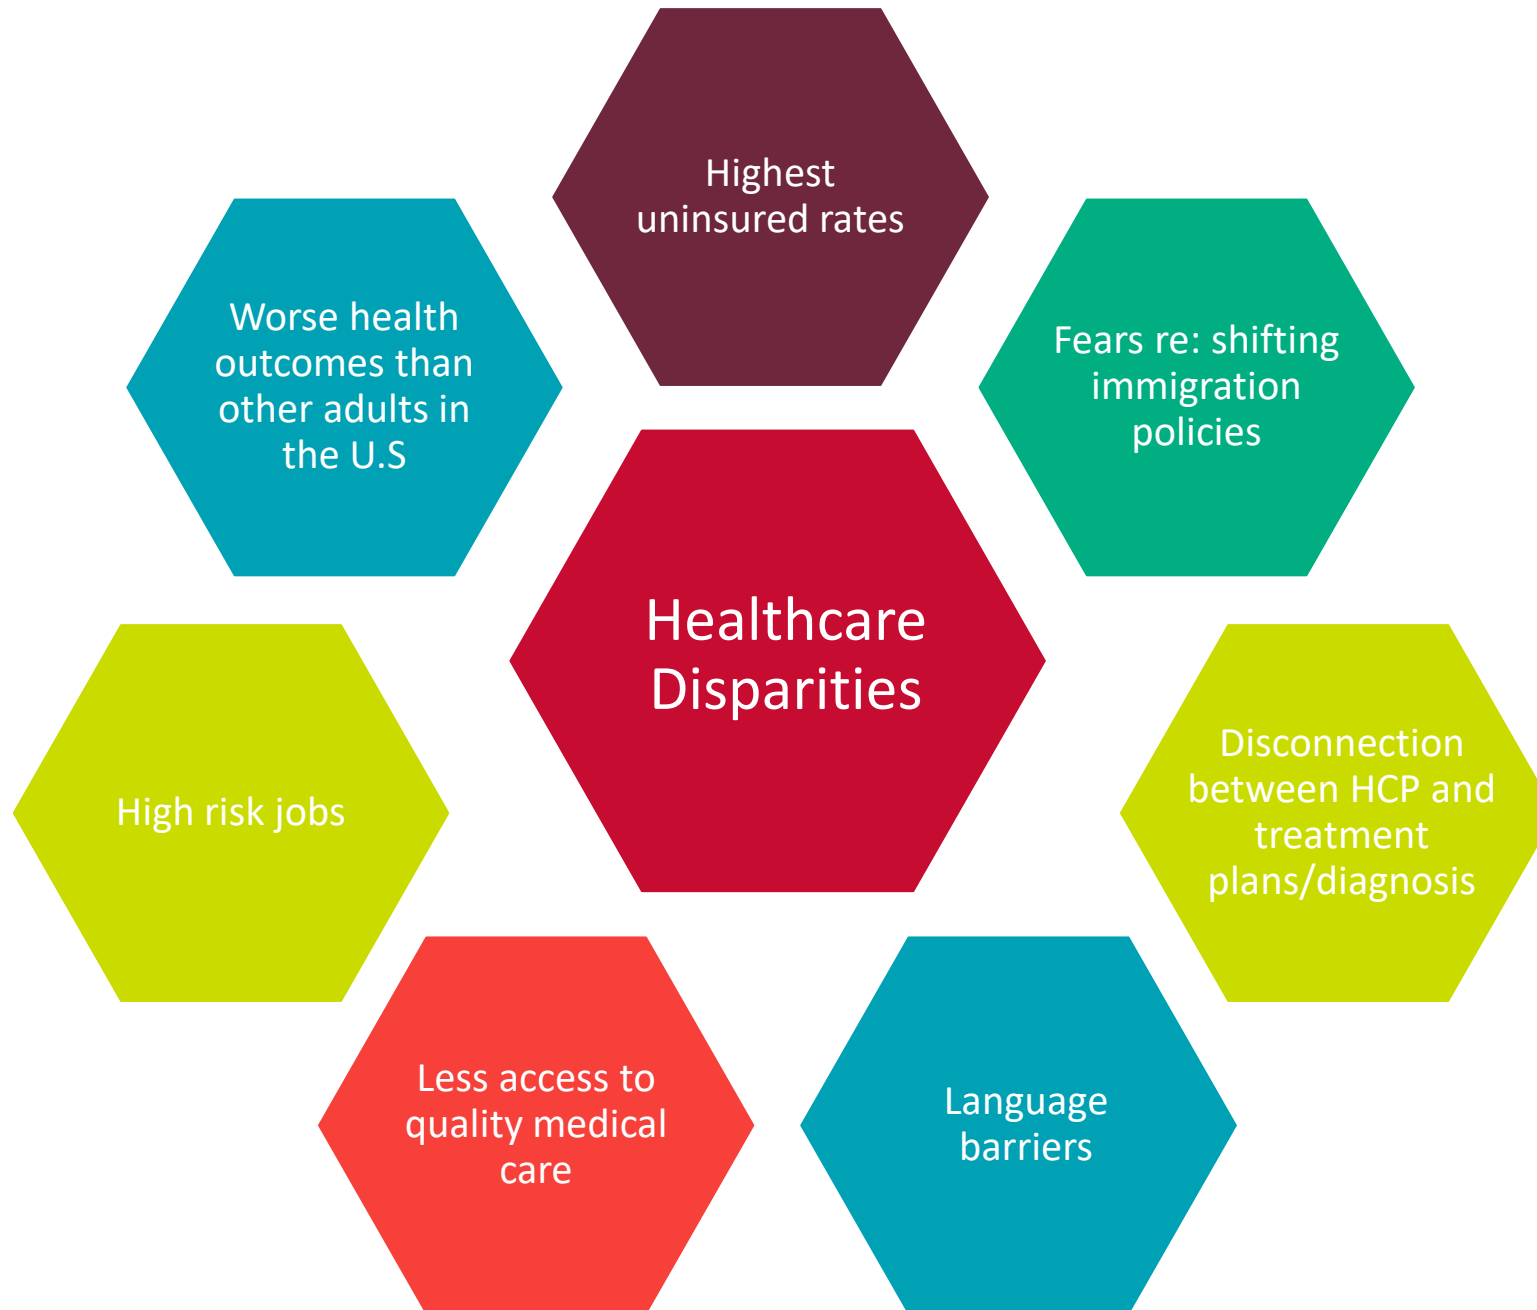 Highest
uninsured rates
Fears re: shifting
immigration
policies
Disconnection
between HCP and
treatment
plans/diagnosis
Language
barriers
Less access to
quality medical
care
High risk jobs
Worse health
outcomes than
other adults in
the U.S
Healthcare
Disparities